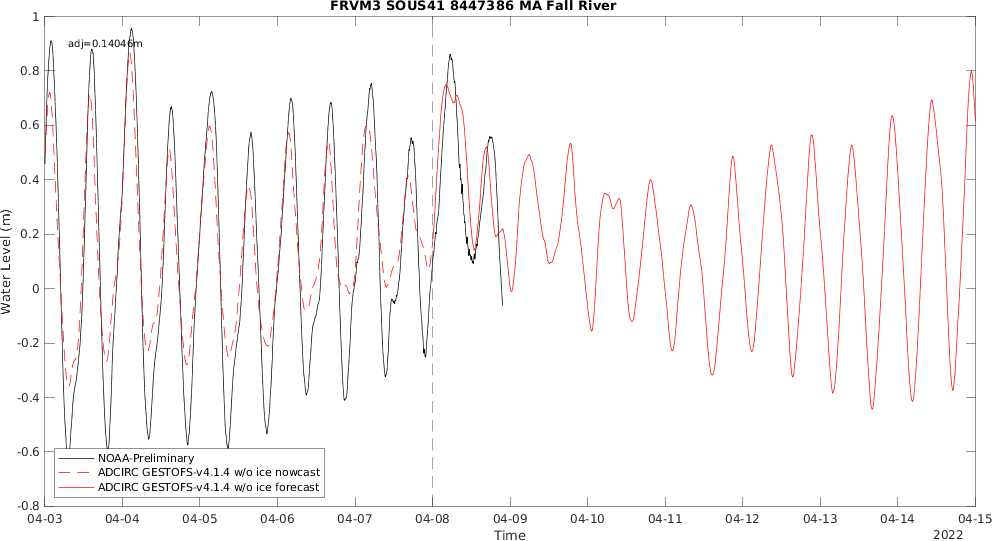 FRVM3 SOUS41 8447386 MA Fall River
adj=0.14046m
Water Level (m)
1
0.8
0.6
0.4
0.2
0
-0.2
-0.4
-0.6
-0.8
NOAA-Preliminary
ADCIRC GESTOFS-v4.1.4 w/o ice nowcast
ADCIRC GESTOFS-v4.1.4 w/o ice forecast
04-03 04-04 04-05 04-06 04-07 04-08 04-09 04-10 04-11 04-12 04-13 04-14 04-15
Time
2022